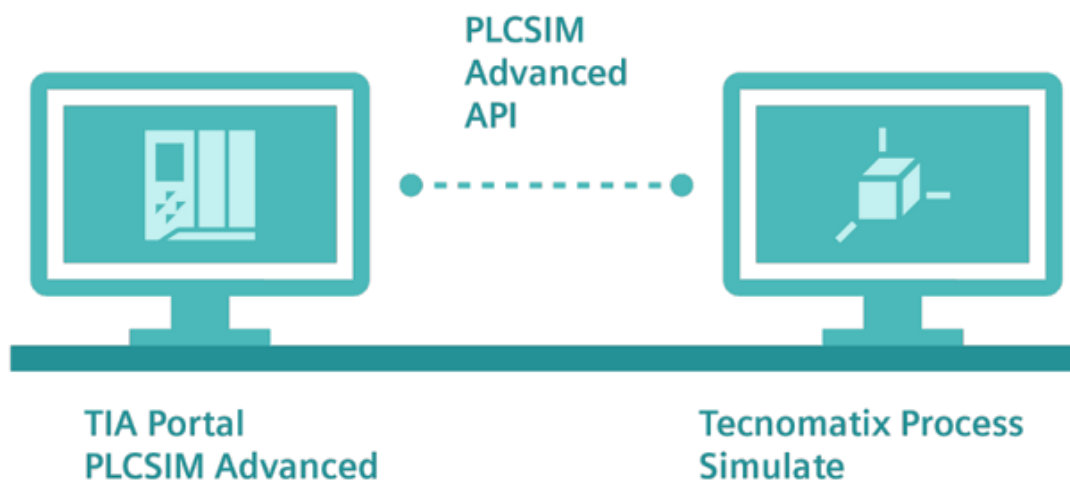 PLCSIM
Advanced
API
TIA Portal
PLCSIM Advanced
Tecnomatix Process
Simulate